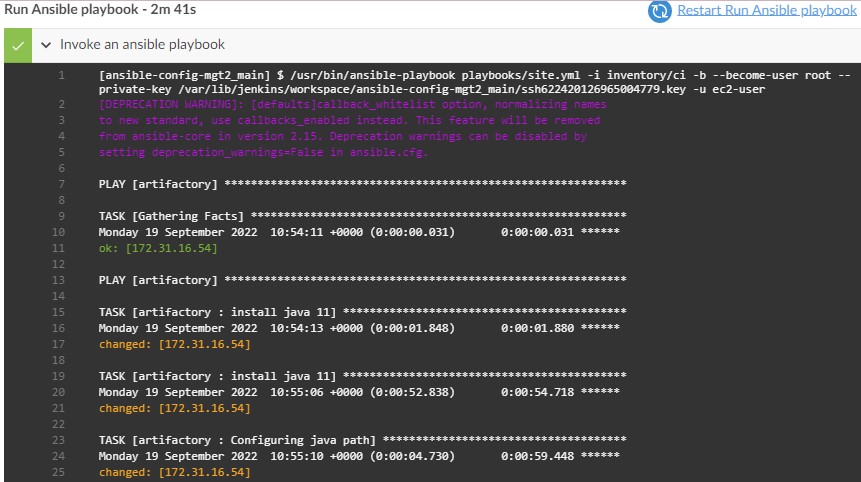 Run Ansible playbook - 2m 41s
Restart Run Ansible playbook
Invoke an ansible playbook
1 [ansible-config-mgt2_main] $ /usr/bin/ansible-playbook playbooks/site.yml -i inventory/ci -b --become-user root --
private-key /var/lib/jenkins/workspace/ansible-config-mgt2_main/ssh622420126965004779.key -u ec2-user
2 [DEPRECATION WARNING]: [defaults]callback_whitelist option, normalizing names
3 to new standard, use callbacks_enabled instead. This feature will be removed
4 from ansible-core in version 2.15. Deprecation warnings can be disabled by
5 setting deprecation_warnings=False in ansible.cfg.
6
7 PLAY [artifactory] *************************************************************
8
9 TASK [Gathering Facts] *********************************************************
10 Monday 19 September 2022  10:54:11 +0000 (0:00:00.031)       0:00:00.031 ******
11 ok: [172.31.16.54]
12
13 PLAY [artifactory] *************************************************************
14
15 TASK [artifactory : install java 11] *******************************************
16 Monday 19 September 2022  10:54:13 +0000 (0:00:01.848)       0:00:01.880 ******
17 changed: [172.31.16.54]
18
19 TASK [artifactory : install java 11] *******************************************
20 Monday 19 September 2022  10:55:06 +0000 (0:00:52.838)       0:00:54.718 ******
21 changed: [172.31.16.54]
22
23 TASK [artifactory : Configuring java path] *************************************
24 Monday 19 September 2022  10:55:10 +0000 (0:00:04.730)       0:00:59.448 ******
25 changed: [172.31.16.54]